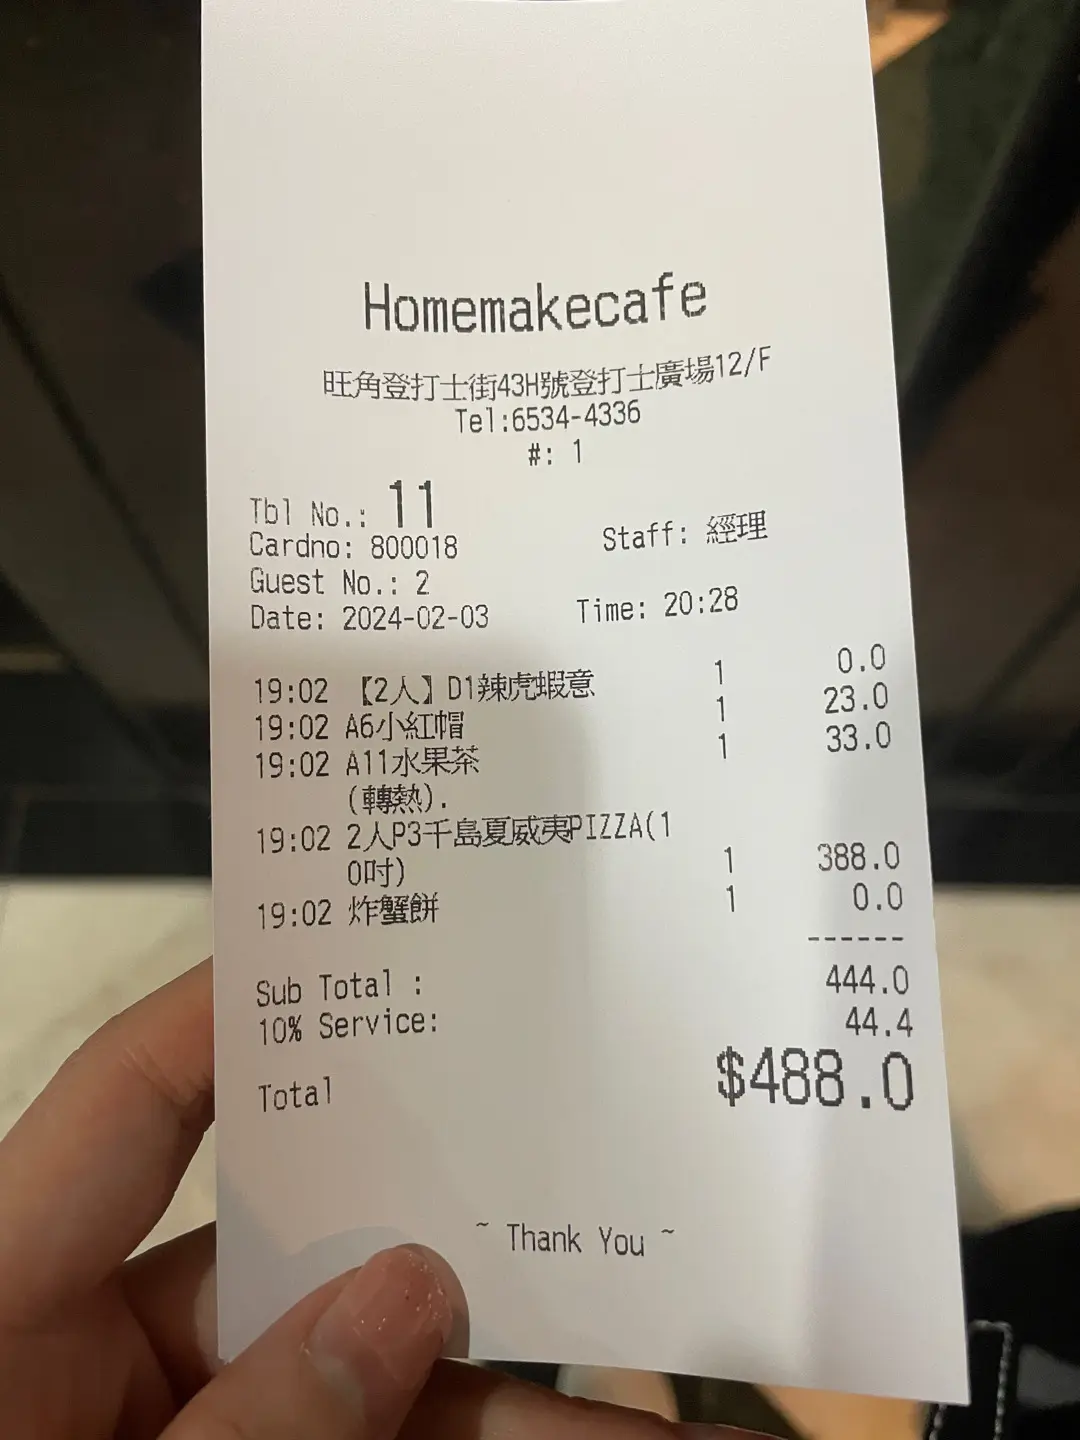 Homemakecafe
旺角登打士街43H號登打士廣場12/F
Tel:6534-4336
#: 1
Tbl No.: 11
Cardno: 800018 Staff: 經理
Guest No.: 2
Date: 2024-02-03 Time: 20:28
19:02 【2人】D1辣虎蝦意 1 0.0
19:02 A6小紅帽 1 23.0
19:02 A11水果茶 1 33.0
(轉熱).
19:02 2人P3千島夏威夷PIZZA(1
0吋) 1 388.0
19:02 炸蟹餅 1 0.0
------
Sub Total : 444.0
10% Service: 44.4
Total $488.0
~ Thank You ~